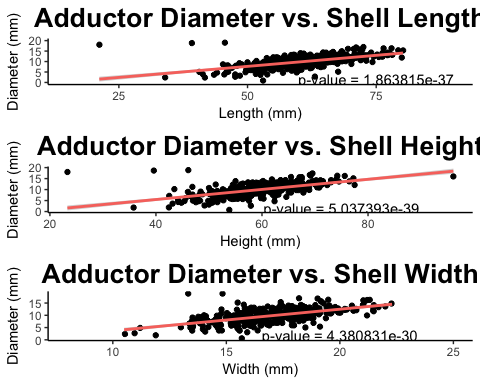 Adductor Diameter vs. Shell Length
Diameter (mm)
20
15
10
5
0
p-value = 1.863815e-37
25
50
75
Length (mm)
Adductor Diameter vs. Shell Height
Diameter (mm)
20
15
10
5
0
p-value = 5.037393e-39
20
40
60
80
Height (mm)
Adductor Diameter vs. Shell Width
Diameter (mm)
15
10
5
0
p-value = 4.380831e-30
10
15
20
25
Width (mm)